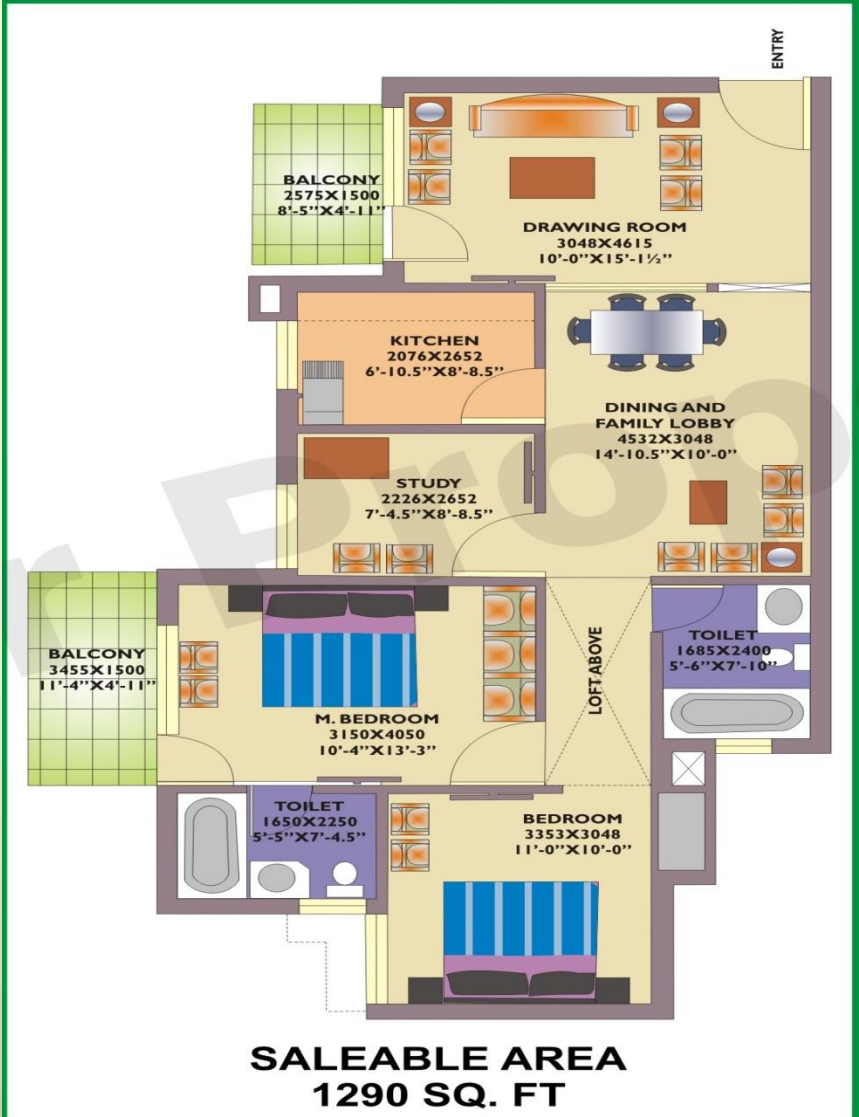 ENTRY
BALCONY
2575X1500
8'-5''X4'-11''
DRAWING ROOM
3048X4615
10'-0''X15'-1½''
KITCHEN
2076X2652
6'-10.5''X8'-8.5''
DINING AND
FAMILY LOBBY
4532X3048
14'-10.5''X10'-0''
STUDY
2226X2652
7'-4.5''X8'-8.5''
r Prop
BALCONY
3455X1500
11'-4''X4'-11''
M. BEDROOM
3150X4050
10'-4''X13'-3''
LOFT ABOVE
TOILET
1685X2400
5'-6''X7'-10''
TOILET
1650X2250
5'-5''X7'-4.5''
BEDROOM
3353X3048
11'-0''X10'-0''
SALEABLE AREA
1290 SQ. FT